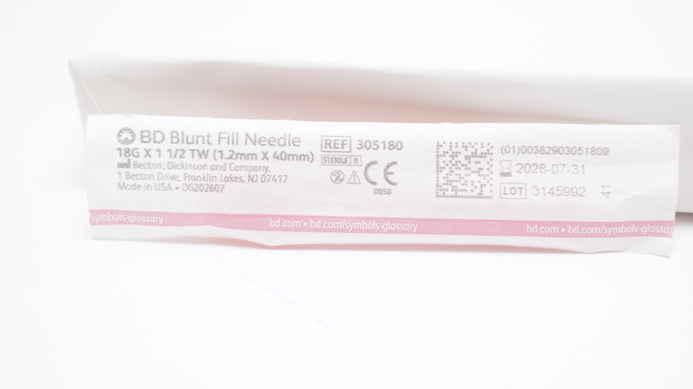 BD Blunt Fill Needle
18G X 1 1/2 TW (1.2mm X 40mm)
Becton, Dickinson and Company,
1 Becton Drive, Franklin Lakes, NJ 07417
Made in USA • DG202607
REF 305180
STERILE R
CE
0050
(01)00382903051809
2028-07-31
LOT 3145992
41
/symbols-glossary
bd.com • bd.com/symbols-glossary
bd.com • bd.com/symbols-glossar